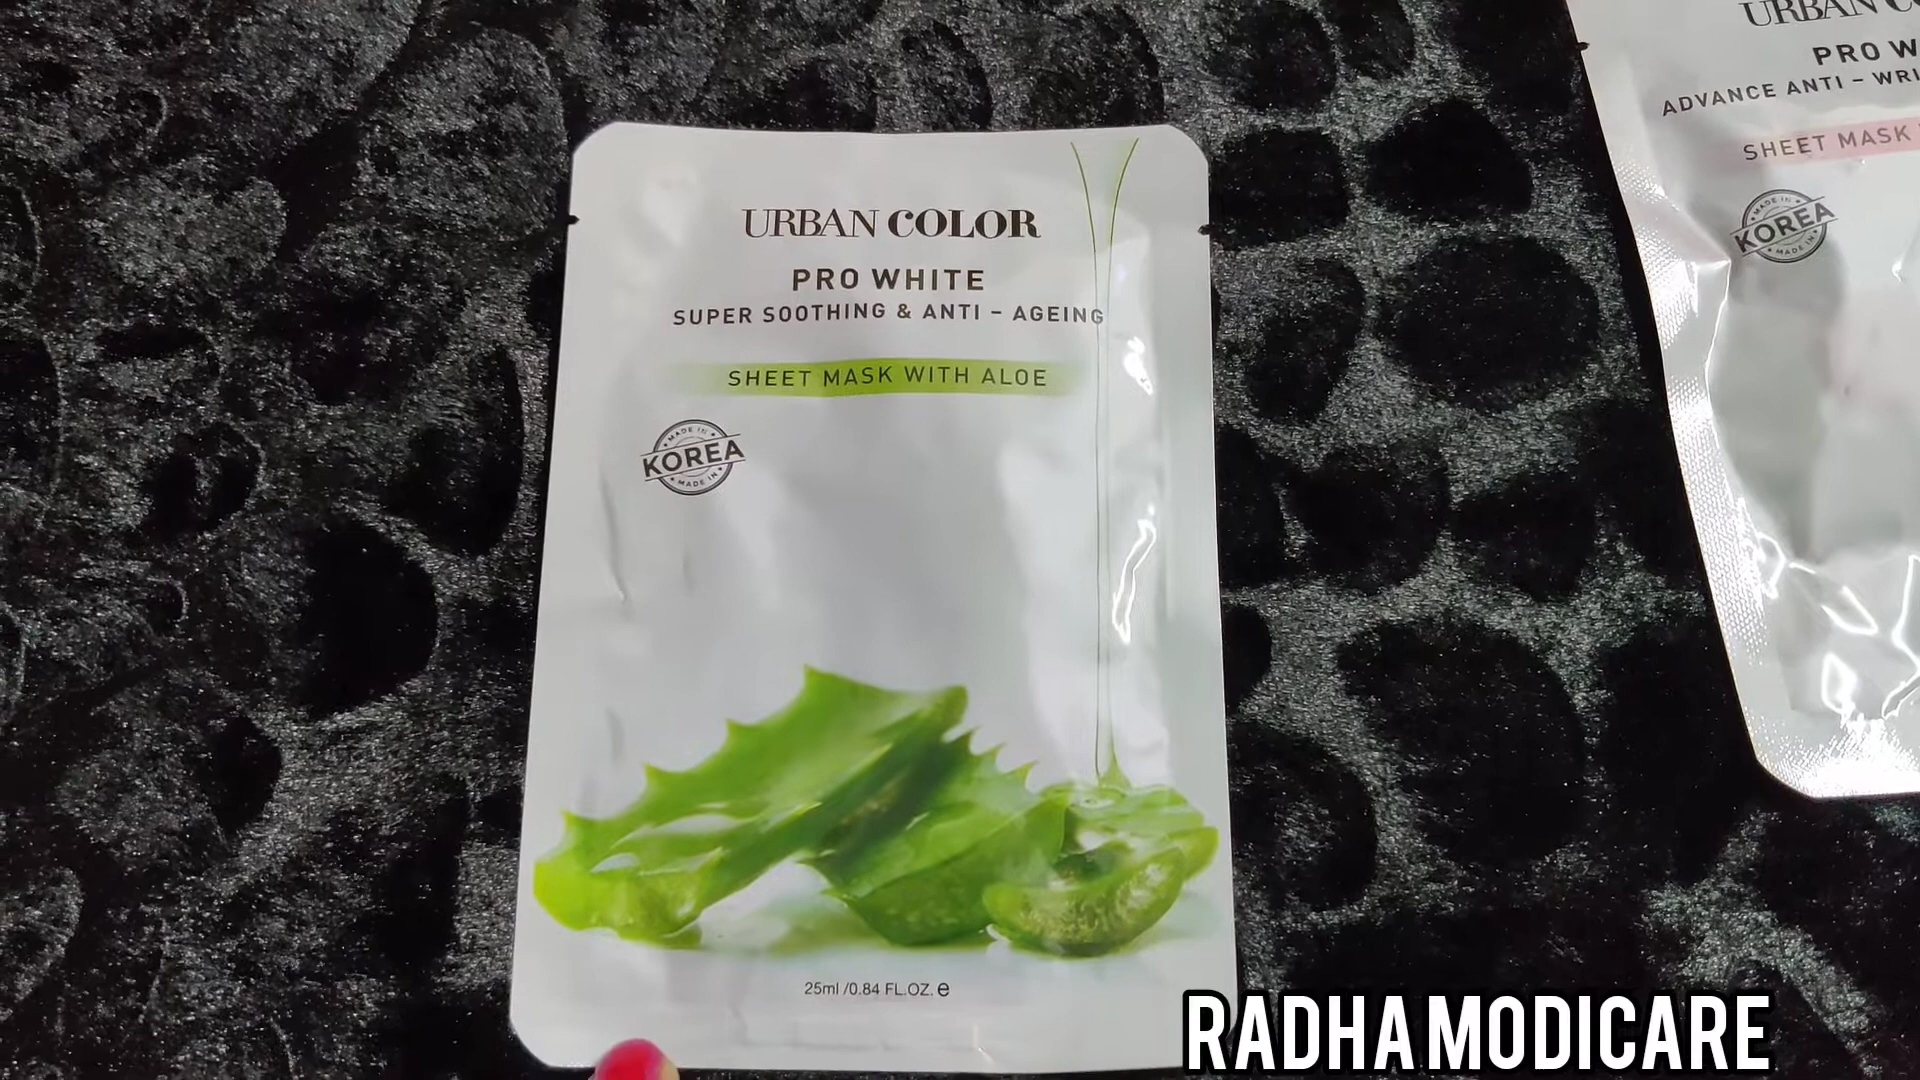 URBAN COLOR
PRO WHITE
SUPER SOOTHING & ANTI – AGEING
SHEET MASK WITH ALOE
MADE IN
KOREA
MADE IN
25ml /0.84 FL.OZ. e
URBAN
PRO
ADVANCE ANTI –
SHEET MASK
MADE IN
KOREA
MADE IN
RADHA MODICARE